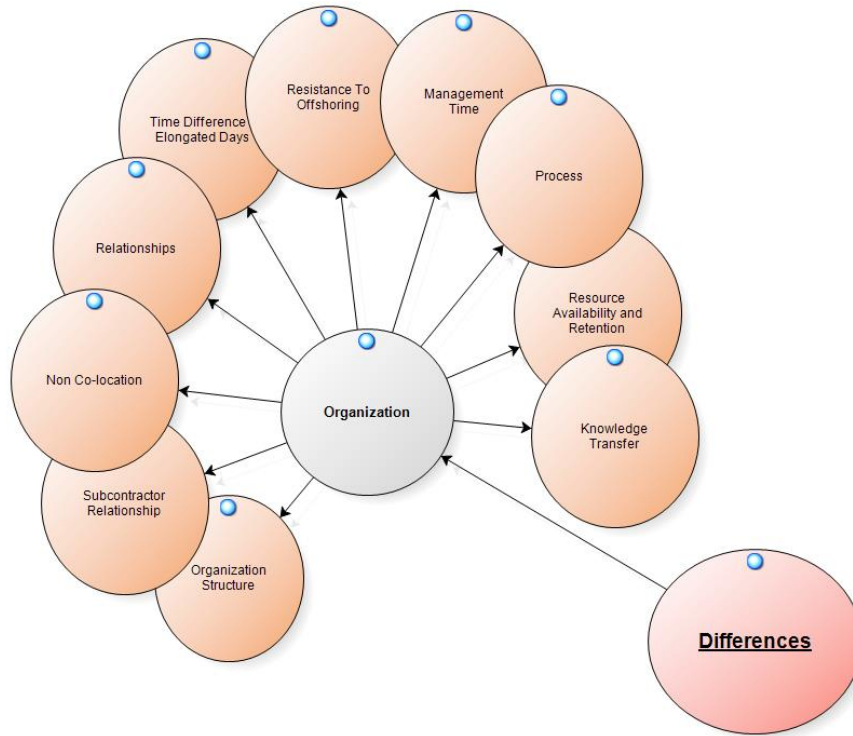 Resistance To
Offshoring
Management
Time
Time Difference
Elongated Days
Process
Relationships
Resource
Availability and
Retention
Non Co-location
Organization
Knowledge
Transfer
Subcontractor
Relationship
Organization
Structure
Differences